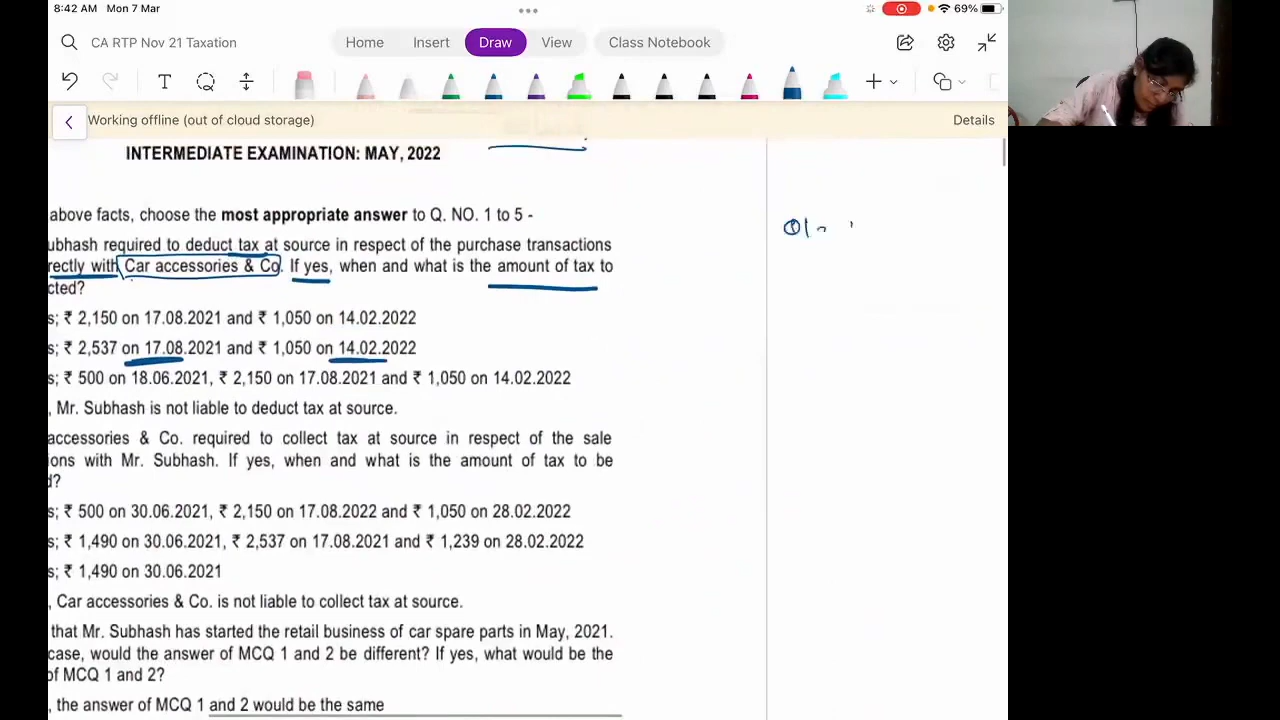 8:42 AM Mon 7 Mar
69%
CA RTP Nov 21 Taxation
Home Insert Draw View Class Notebook
T
Working offline (out of cloud storage) Details
INTERMEDIATE EXAMINATION: MAY, 2022
above facts, choose the most appropriate answer to Q. NO. 1 to 5 -
ubhash required to deduct tax at source in respect of the purchase transactions
rectly with Car accessories & Co. If yes, when and what is the amount of tax to
cted?
s; ₹ 2,150 on 17.08.2021 and ₹ 1,050 on 14.02.2022
s; ₹ 2,537 on 17.08.2021 and ₹ 1,050 on 14.02.2022
s; ₹ 500 on 18.06.2021, ₹ 2,150 on 17.08.2021 and ₹ 1,050 on 14.02.2022
, Mr. Subhash is not liable to deduct tax at source.
accessories & Co. required to collect tax at source in respect of the sale
ons with Mr. Subhash. If yes, when and what is the amount of tax to be
d?
s; ₹ 500 on 30.06.2021, ₹ 2,150 on 17.08.2022 and ₹ 1,050 on 28.02.2022
s; ₹ 1,490 on 30.06.2021, ₹ 2,537 on 17.08.2021 and ₹ 1,239 on 28.02.2022
s; ₹ 1,490 on 30.06.2021
, Car accessories & Co. is not liable to collect tax at source.
that Mr. Subhash has started the retail business of car spare parts in May, 2021.
case, would the answer of MCQ 1 and 2 be different? If yes, what would be the
of MCQ 1 and 2?
, the answer of MCQ 1 and 2 would be the same